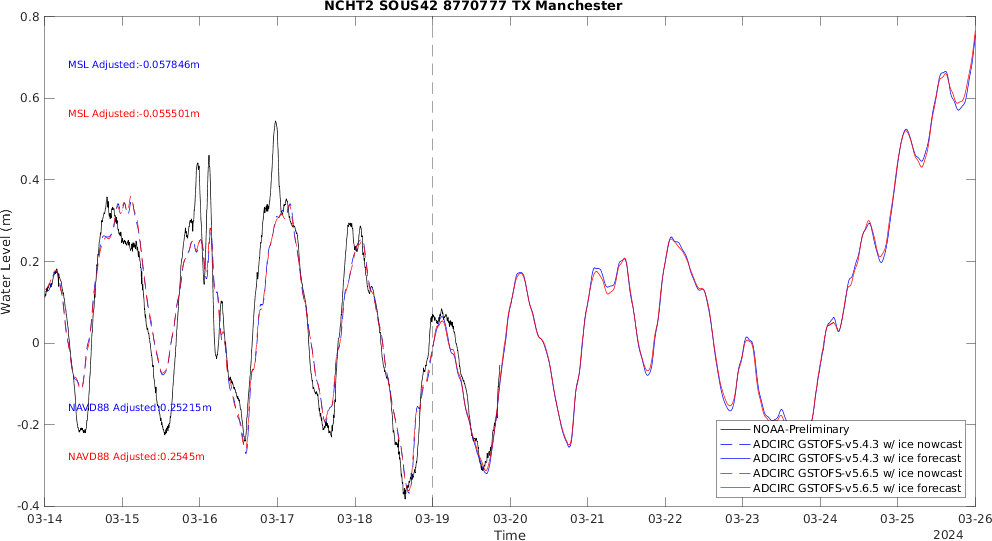 NCHT2 SOUS42 8770777 TX Manchester
0.8
MSL Adjusted:-0.057846m
0.6
MSL Adjusted:-0.055501m
0.4
0.2
Water Level (m)
0
NAVD88 Adjusted:0.25215m
-0.2
NOAA-Preliminary
ADCIRC GSTOFS-v5.4.3 w/ ice nowcast
NAVD88 Adjusted:0.2545m
ADCIRC GSTOFS-v5.4.3 w/ ice forecast
ADCIRC GSTOFS-v5.6.5 w/ ice nowcast
ADCIRC GSTOFS-v5.6.5 w/ ice forecast
-0.4
03-14 03-15 03-16 03-17 03-18 03-19 03-20 03-21 03-22 03-23 03-24 03-25 03-26
Time
2024